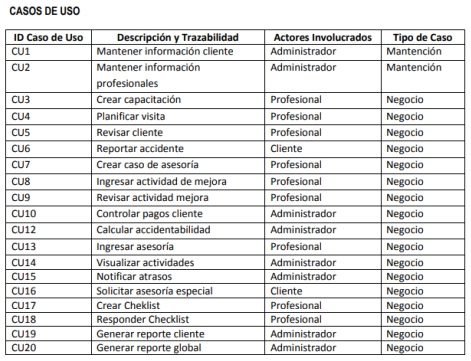 CASOS DE USO
ID Caso de Uso Descripción y Trazabilidad Actores Involucrados Tipo de Caso
CU1 Mantener información cliente Administrador Mantención
CU2 Mantener información Administrador Mantención
profesionales
CU3 Crear capacitación Profesional Negocio
CU4 Planificar visita Profesional Negocio
CU5 Revisar cliente Profesional Negocio
CU6 Reportar accidente Cliente Negocio
CU7 Crear caso de asesoría Profesional Negocio
CU8 Ingresar actividad de mejora Profesional Negocio
CU9 Revisar actividad mejora Profesional Negocio
CU10 Controlar pagos cliente Administrador Negocio
CU12 Calcular accidentabilidad Administrador Negocio
CU13 Ingresar asesoría Profesional Negocio
CU14 Visualizar actividades Administrador Negocio
CU15 Notificar atrasos Administrador Negocio
CU16 Solicitar asesoría especial Cliente Negocio
CU17 Crear Cheklist Profesional Negocio
CU18 Responder Checklist Profesional Negocio
CU19 Generar reporte cliente Administrador Negocio
CU20 Generar reporte global Administrador Negocio